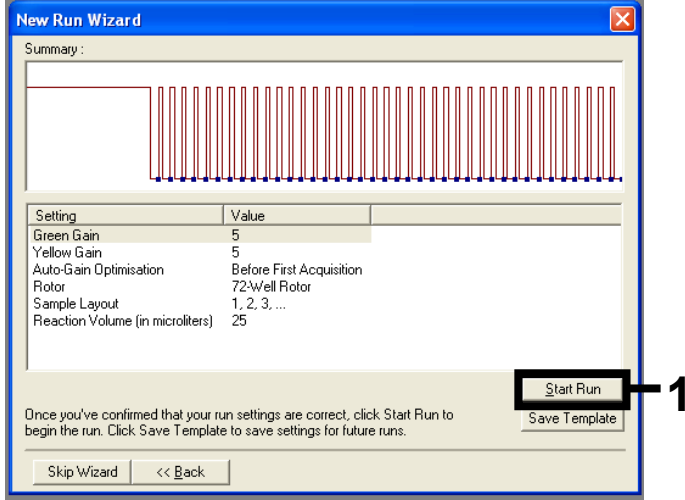 New Run Wizard
Summary :
Setting Value
Green Gain 5
Yellow Gain 5
Auto-Gain Optimisation Before First Acquisition
Rotor 72-Well Rotor
Sample Layout 1, 2, 3, ...
Reaction Volume (in microliters) 25
Start Run 1
Once you've confirmed that your run settings are correct, click Start Run to
begin the run. Click Save Template to save settings for future runs.
Save Template
Skip Wizard << Back